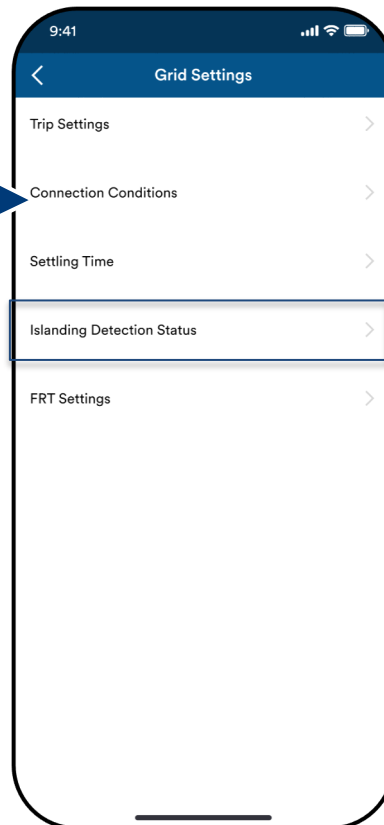 9:41
Grid Settings
Trip Settings
Connection Conditions
Settling Time
Islanding Detection Status
FRT Settings